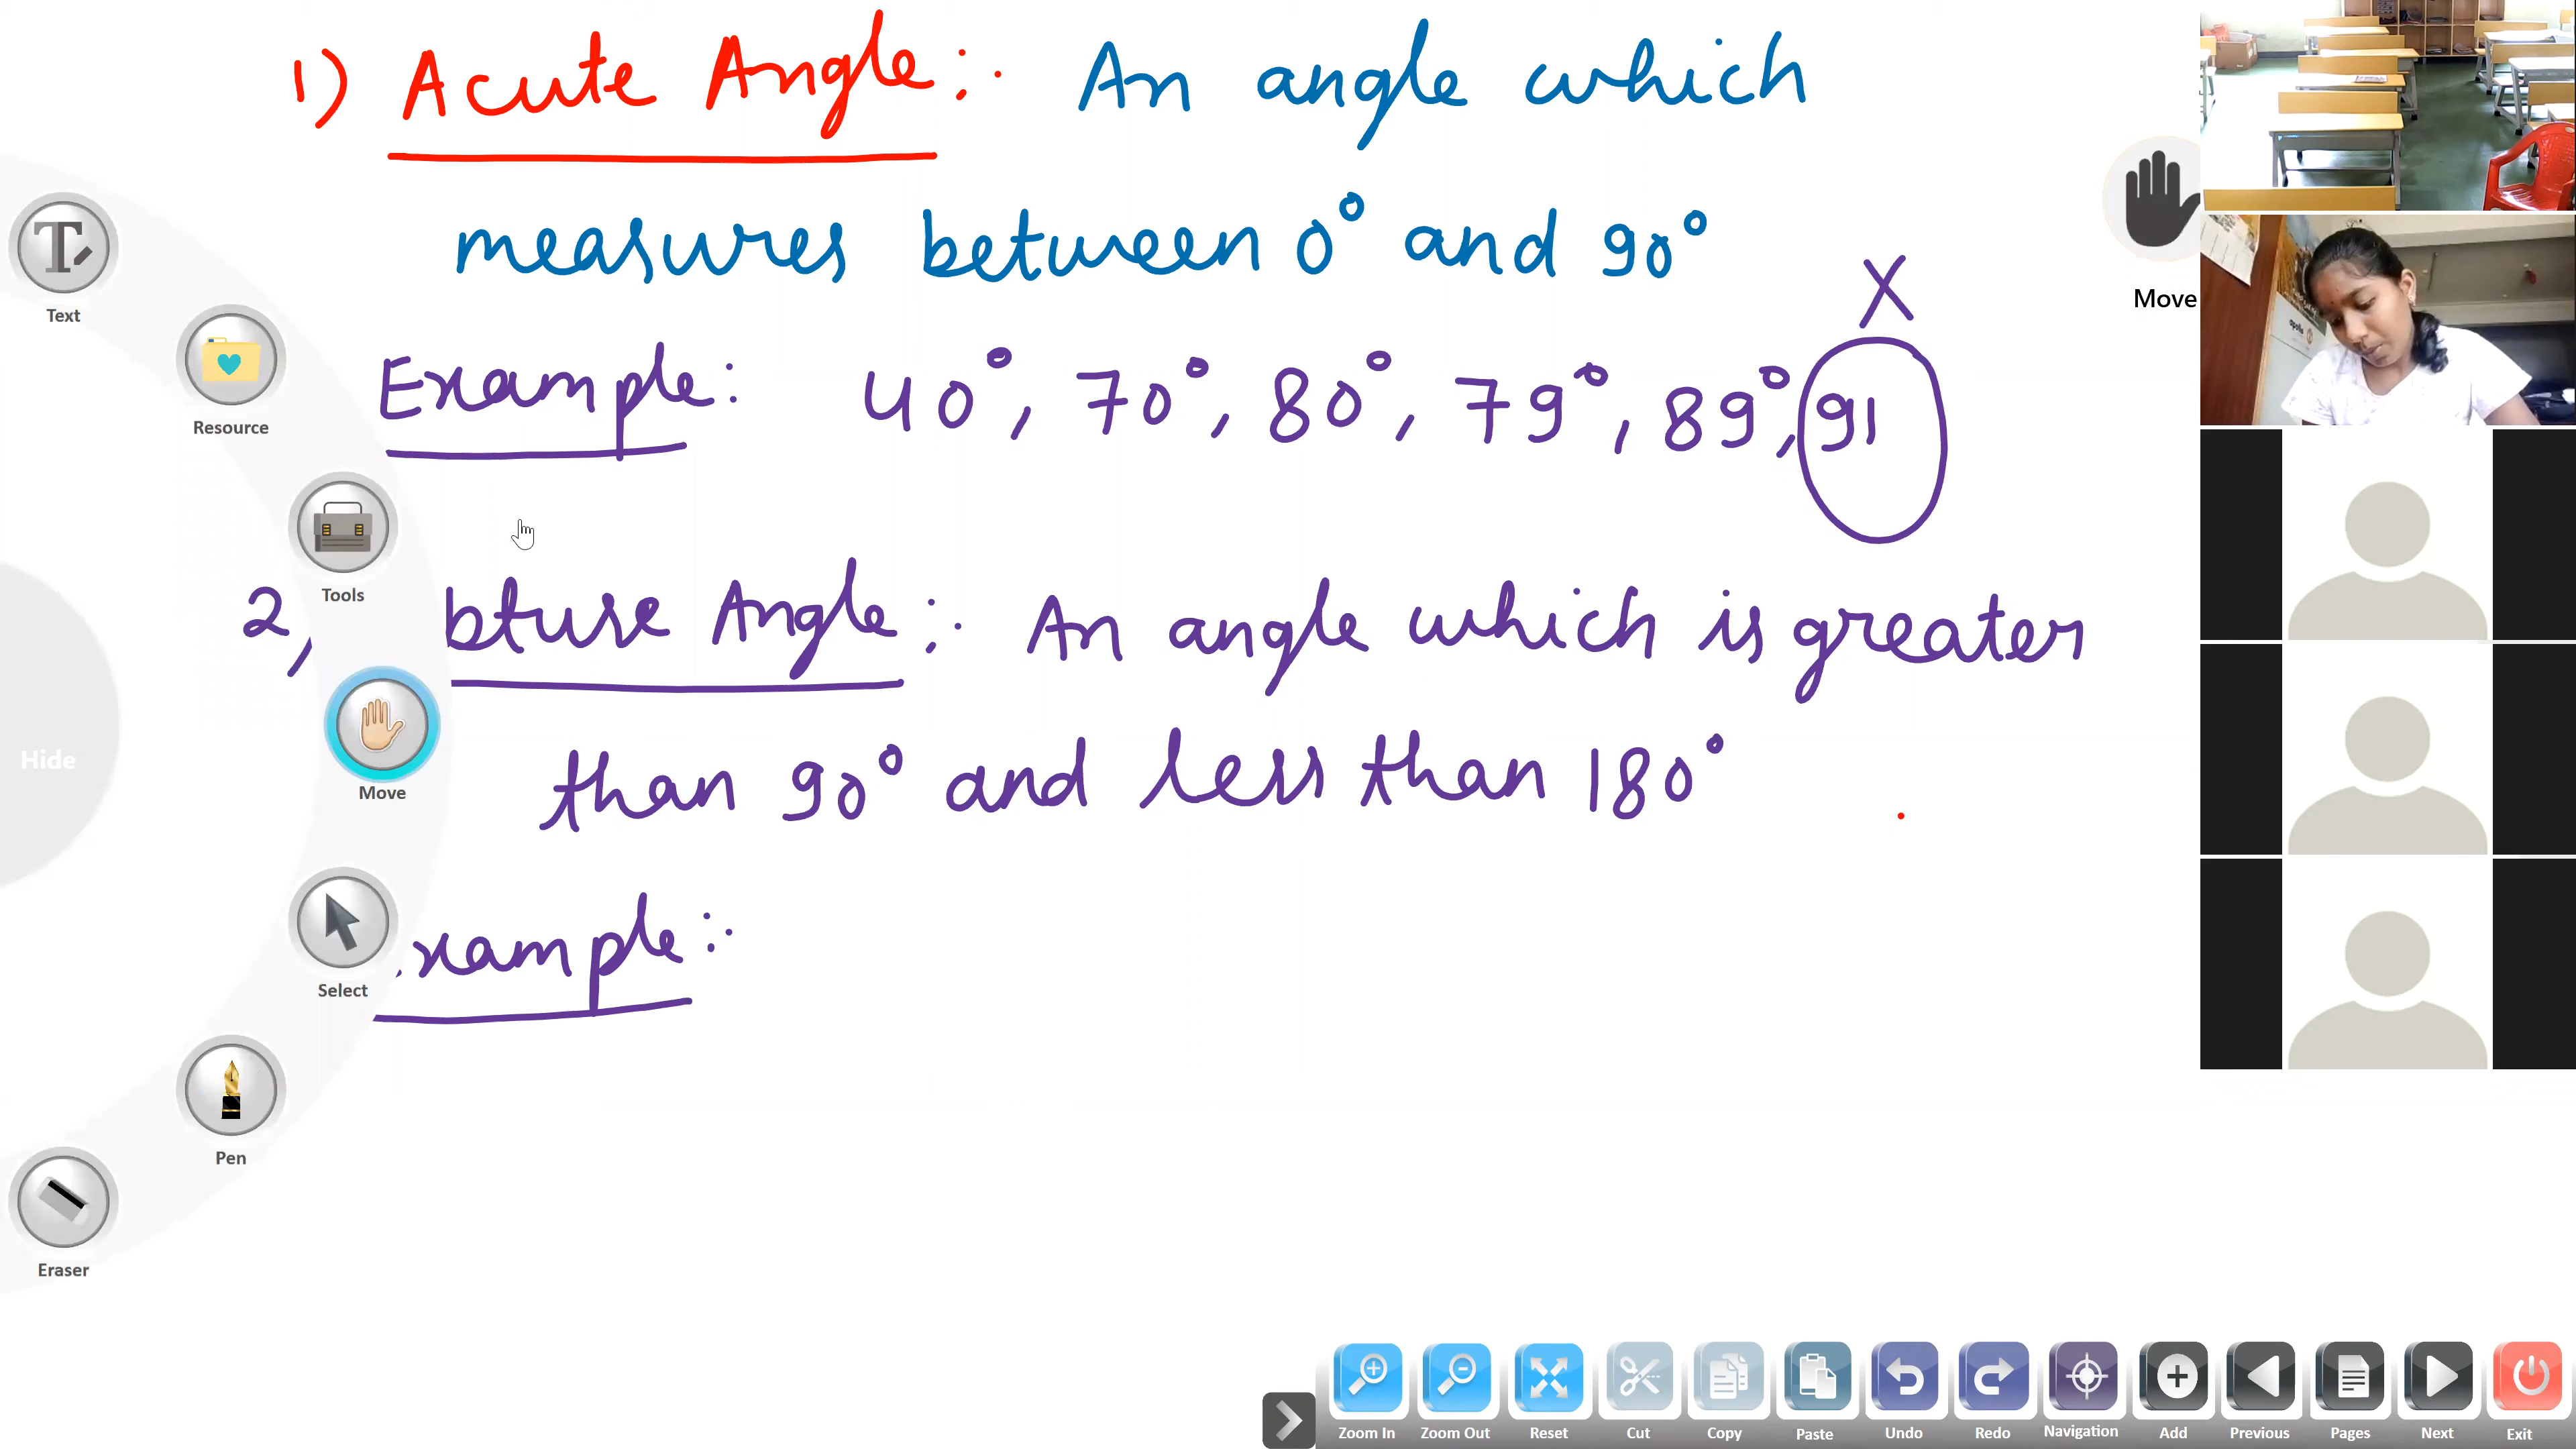 1) Acute Angle :. An angle which
measures between 0° and 90°
X
Example : 40°, 70°, 80°, 79°, 89°, 91
2, btuse Angle :. An angle which is greater
than 90° and less than 180°
xample :.
Text
Resource
Tools
Move
Hide
Select
Pen
Eraser
Move
Zoom In Zoom Out Reset Cut Copy Paste Undo Redo Navigation Add Previous Pages Next Exit